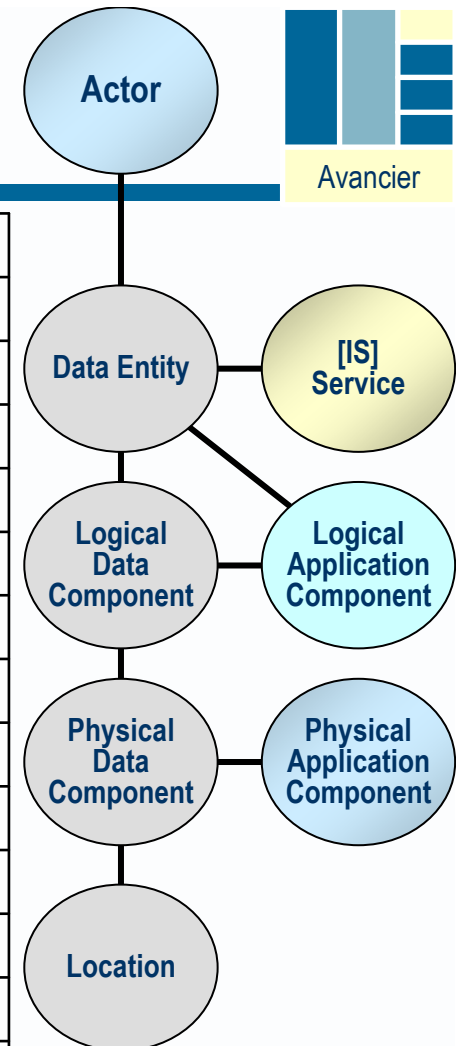 Actor
Avancier
Data Entity
[IS]
Service
Logical
Data
Component
Logical
Application
Component
Physical
Data
Component
Physical
Application
Component
Location